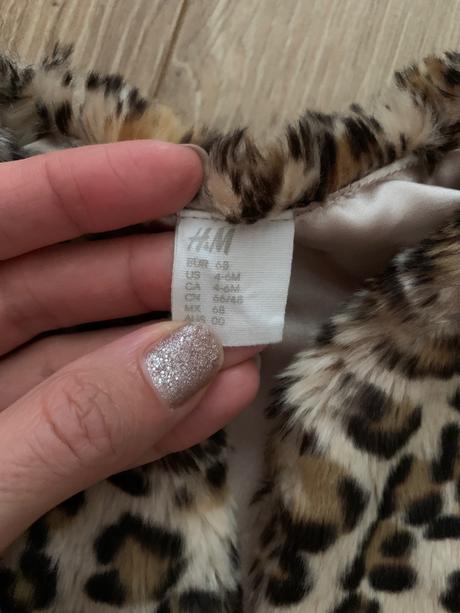 H&M
EUR 68
US 4-6M
CA 4-6M
CN 66/48
MX 68
AUS 00